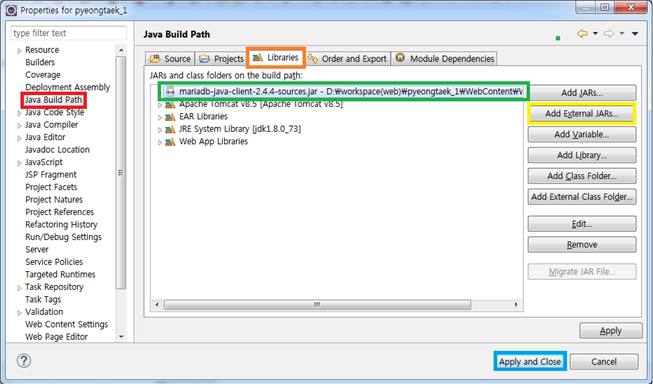 Properties for pyeongtaek_1
type filter text
Resource
Builders
Coverage
Deployment Assembly
Java Build Path
Java Code Style
Java Compiler
Java Editor
Javadoc Location
JavaScript
JSP Fragment
Project Facets
Project Natures
Project References
Refactoring History
Run/Debug Settings
Server
Service Policies
Targeted Runtimes
Task Repository
Task Tags
Validation
Web Content Settings
Web Page Editor
Java Build Path
Source Projects Libraries Order and Export Module Dependencies
JARs and class folders on the build path:
mariadb-java-client-2.4.4-sources.jar - D:₩workspace(web)₩pyeongtaek_1₩WebContent₩
Apache Tomcat v8.5 [Apache Tomcat v8.5]
EAR Libraries
JRE System Library [jdk1.8.0_73]
Web App Libraries
Add JARs...
Add External JARs...
Add Variable...
Add Library...
Add Class Folder...
Add External Class Folder...
Edit...
Remove
Migrate JAR File...
Apply
Apply and Close
Cancel